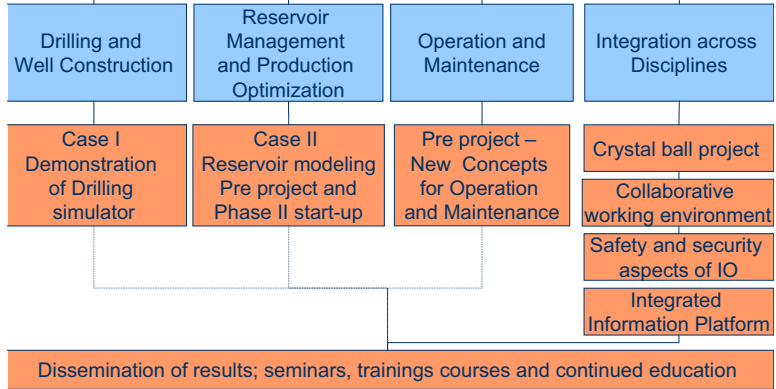 Drilling and
Well Construction
Reservoir
Management
and Production
Optimization
Operation and
Maintenance
Integration across
Disciplines
Case I
Demonstration
of Drilling
simulator
Case II
Reservoir modeling
Pre project and
Phase II start-up
Pre project –
New Concepts
for Operation
and Maintenance
Crystal ball project
Collaborative
working environment
Safety and security
aspects of IO
Integrated
Information Platform
Dissemination of results; seminars, trainings courses and continued education